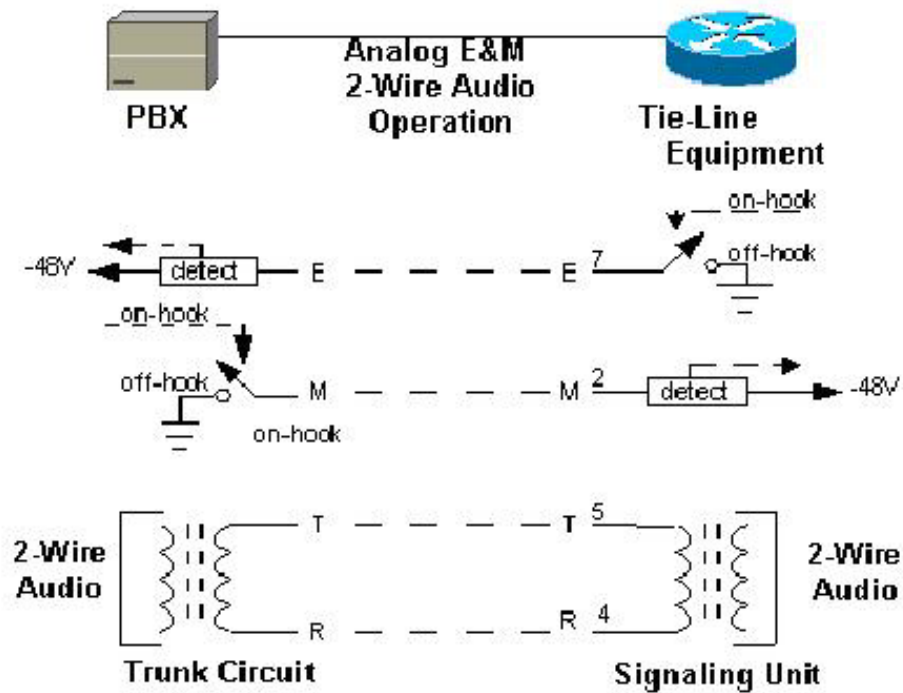 Analog E&M
2-Wire Audio
Operation
PBX
Tie-Line
Equipment
on-hook
off-hook
-48V
detect
E
E
7
on-hook
off-hook
M
M
2
detect
-48V
on-hook
2-Wire
Audio
T
T
5
R
R
4
2-Wire
Audio
Trunk Circuit
Signaling Unit